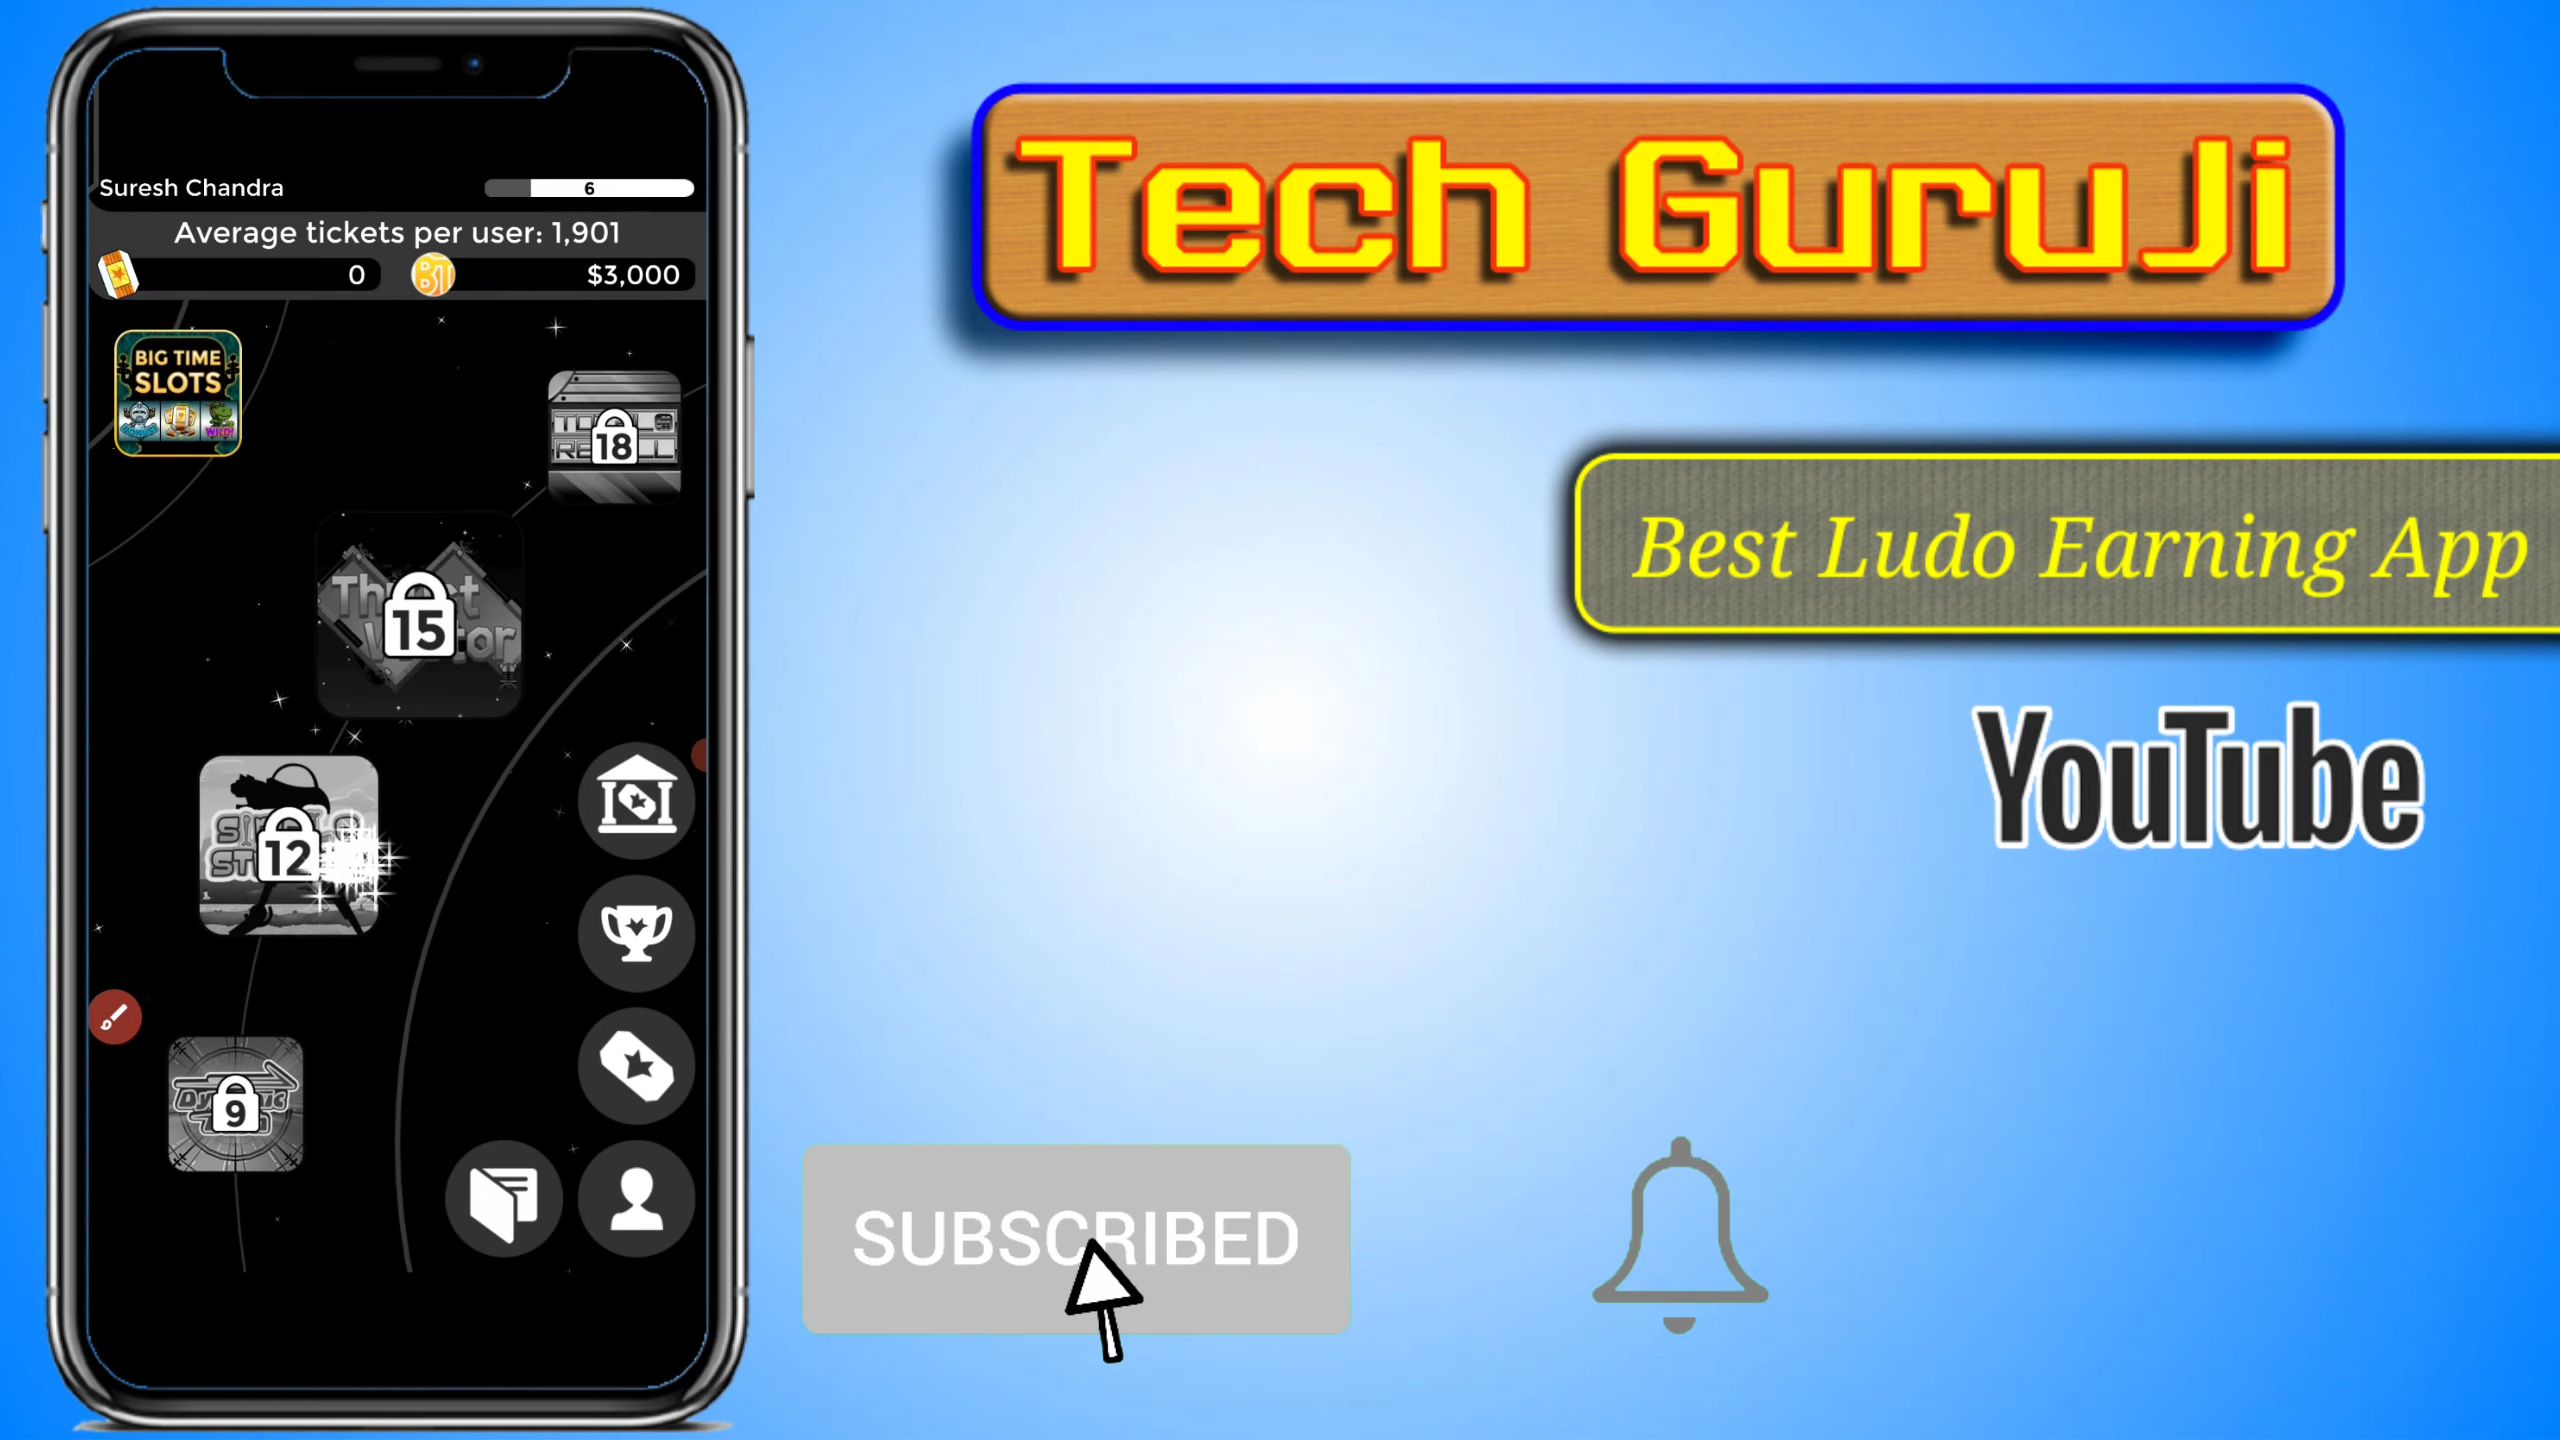 Suresh Chandra
6
Average tickets per user: 1,901
0
$3,000
BIG TIME
SLOTS
WILD!
18
15
12
9
Tech GuruJi
Best Ludo Earning App
YouTube
SUBSCRIBED